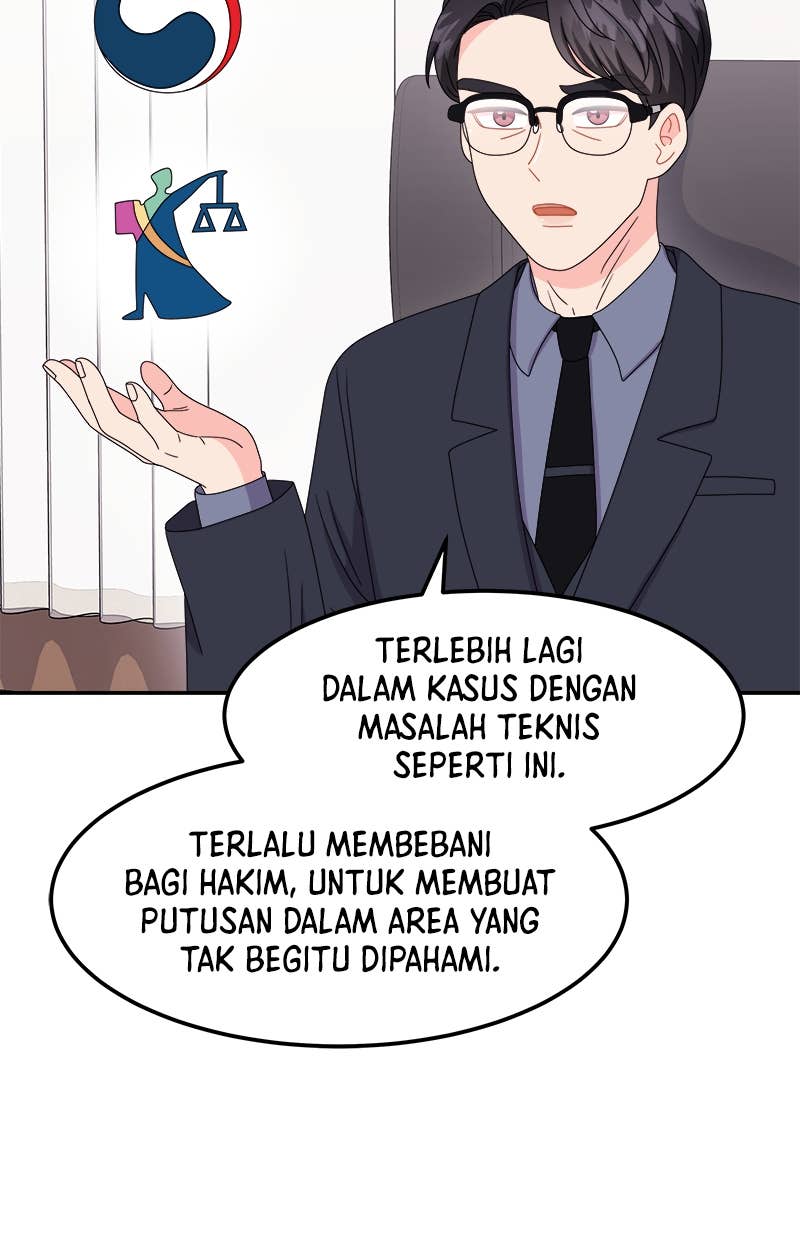 TERLEBIH LAGI
DALAM KASUS DENGAN
MASALAH TEKNIS
SEPERTI INI.
TERLALU MEMBEBANI
BAGI HAKIM, UNTUK MEMBUAT
PUTUSAN DALAM AREA YANG
TAK BEGITU DIPAHAMI.